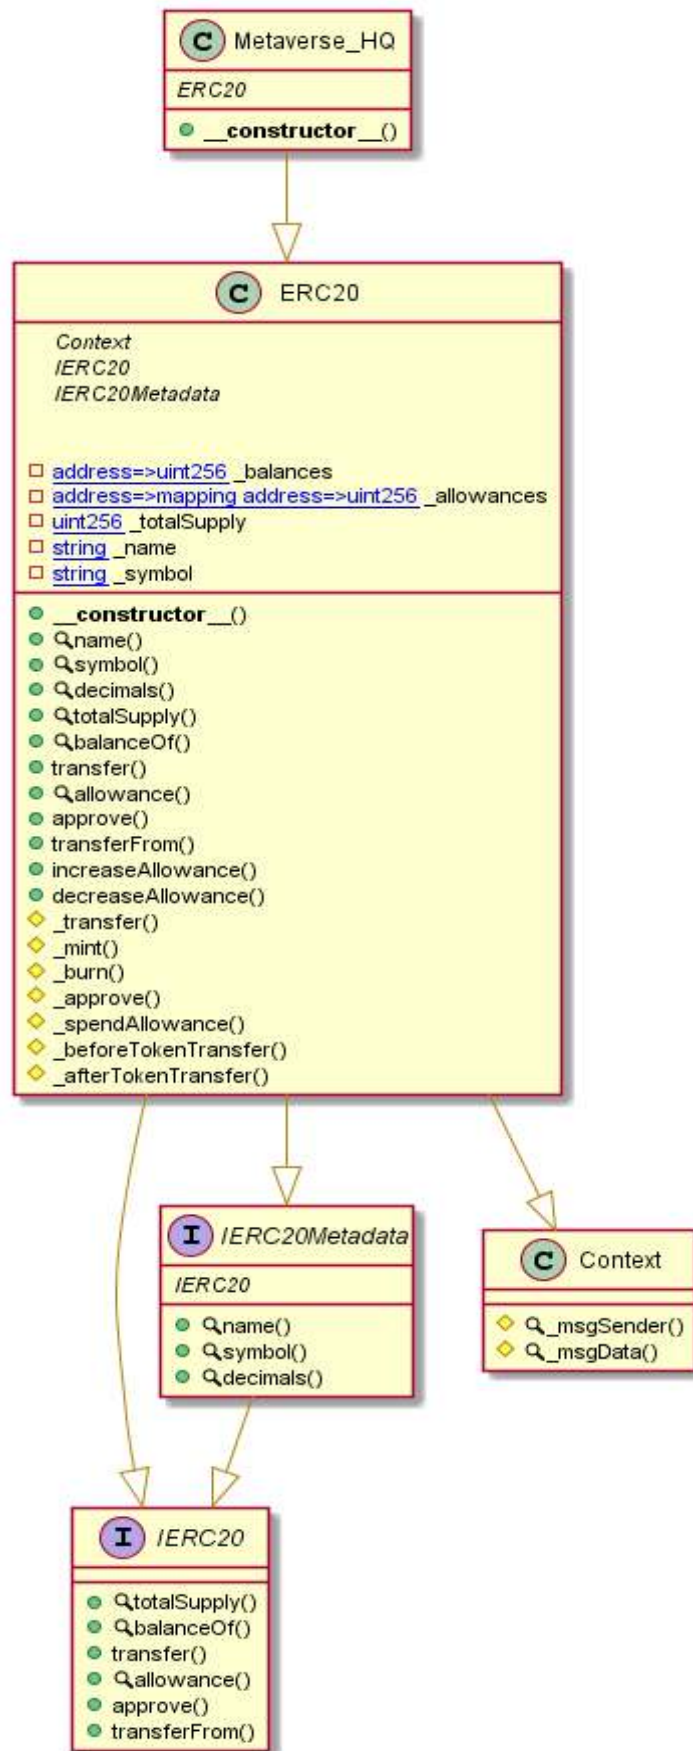 C Metaverse_HQ
ERC20
__constructor__()
C ERC20
Context
IERC20
IERC20Metadata
address=>uint256 _balances
address=>mapping address=>uint256 _allowances
uint256 _totalSupply
string _name
string _symbol
__constructor__()
name()
symbol()
decimals()
totalSupply()
balanceOf()
transfer()
allowance()
approve()
transferFrom()
increaseAllowance()
decreaseAllowance()
_transfer()
_mint()
_burn()
_approve()
_spendAllowance()
_beforeTokenTransfer()
_afterTokenTransfer()
I IERC20Metadata
IERC20
name()
symbol()
decimals()
C Context
_msgSender()
_msgData()
I IERC20
totalSupply()
balanceOf()
transfer()
allowance()
approve()
transferFrom()